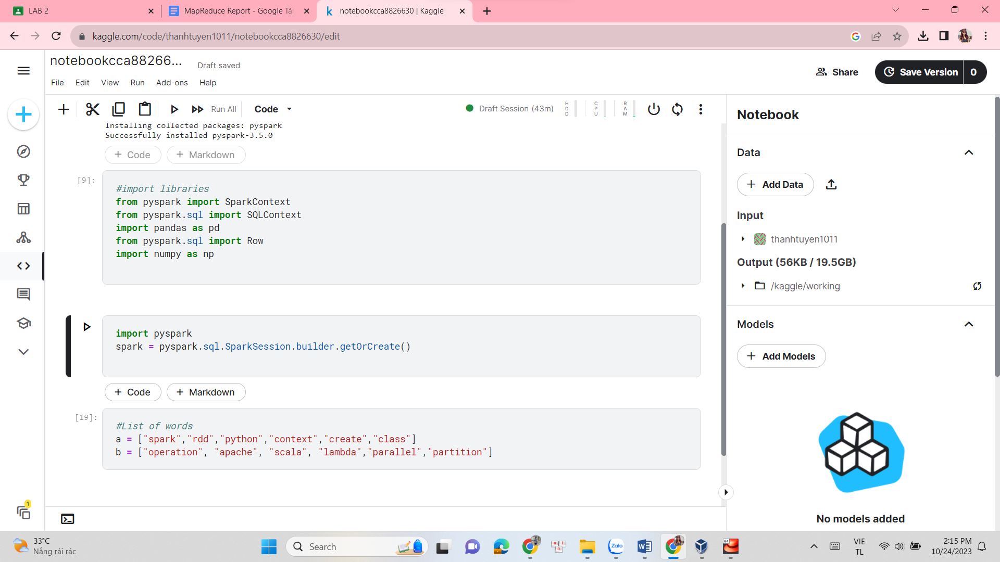 LAB 2
MapReduce Report - Google Tài
notebookcca8826630 | Kaggle
kaggle.com/code/thanhtuyen1011/notebookcca8826630/edit
notebookcca88266...
Draft saved
File Edit View Run Add-ons Help
Share
Save Version 0
Run All
Code
Draft Session (43m)
HDD
CPU
RAM
Installing collected packages: pyspark
Successfully installed pyspark-3.5.0
+ Code + Markdown
[9]:
#import libraries
from pyspark import SparkContext
from pyspark.sql import SQLContext
import pandas as pd
from pyspark.sql import Row
import numpy as np
import pyspark
spark = pyspark.sql.SparkSession.builder.getOrCreate()
+ Code + Markdown
[19]:
#List of words
a = ["spark","rdd","python","context","create","class"]
b = ["operation", "apache", "scala", "lambda","parallel","partition"]
Notebook
Data
+ Add Data
Input
thanhtuyen1011
Output (56KB / 19.5GB)
/kaggle/working
Models
+ Add Models
No models added
1
33°C
Nắng rải rác
Search
Zalo
64
VIE
TL
2:15 PM
10/24/2023